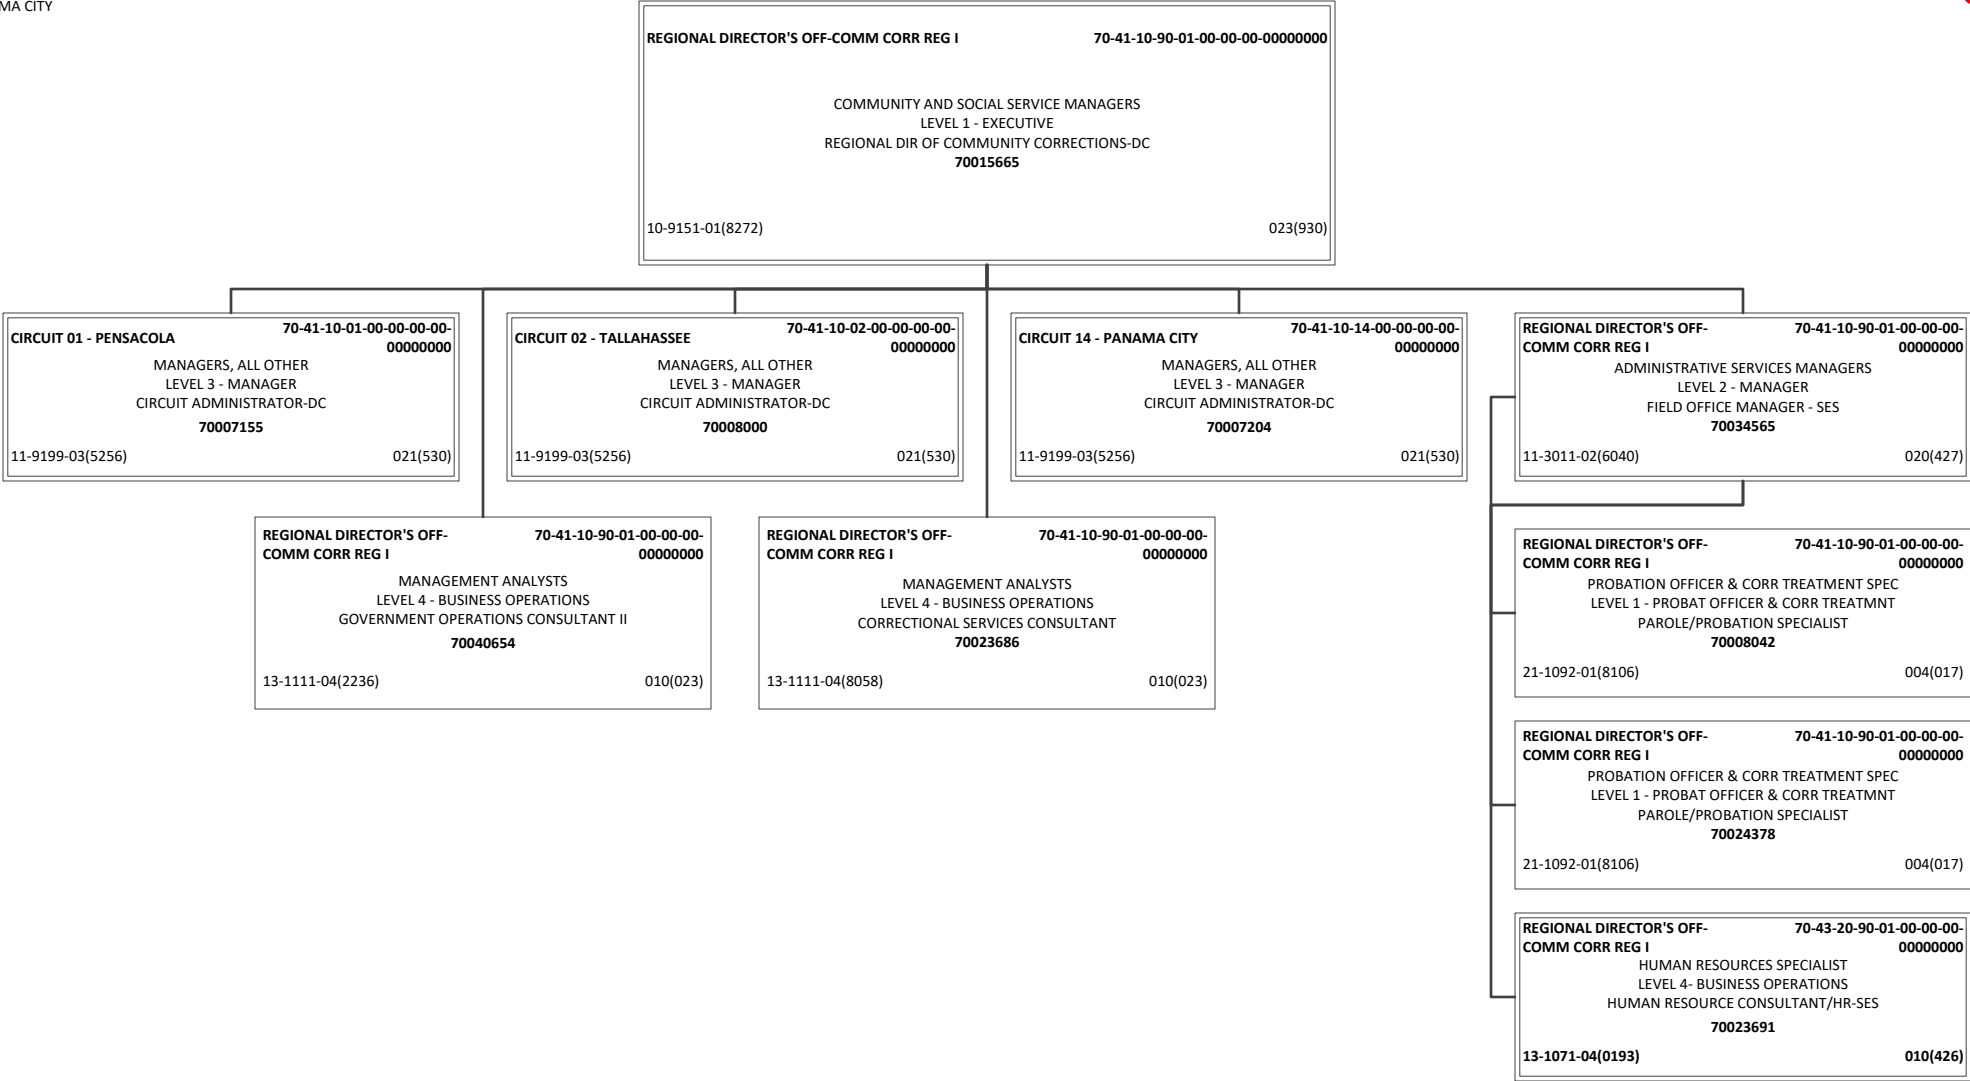 MA CITY
REGIONAL DIRECTOR'S OFF-COMM CORR REG I 70-41-10-90-01-00-00-00-00000000
COMMUNITY AND SOCIAL SERVICE MANAGERS
LEVEL 1 - EXECUTIVE
REGIONAL DIR OF COMMUNITY CORRECTIONS-DC
70015665
10-9151-01(8272) 023(930)
CIRCUIT 01 - PENSACOLA 70-41-10-01-00-00-00-00-
00000000
MANAGERS, ALL OTHER
LEVEL 3 - MANAGER
CIRCUIT ADMINISTRATOR-DC
70007155
11-9199-03(5256) 021(530)
CIRCUIT 02 - TALLAHASSEE 70-41-10-02-00-00-00-00-
00000000
MANAGERS, ALL OTHER
LEVEL 3 - MANAGER
CIRCUIT ADMINISTRATOR-DC
70008000
11-9199-03(5256) 021(530)
CIRCUIT 14 - PANAMA CITY 70-41-10-14-00-00-00-00-
00000000
MANAGERS, ALL OTHER
LEVEL 3 - MANAGER
CIRCUIT ADMINISTRATOR-DC
70007204
11-9199-03(5256) 021(530)
REGIONAL DIRECTOR'S OFF- 70-41-10-90-01-00-00-00-
COMM CORR REG I 00000000
ADMINISTRATIVE SERVICES MANAGERS
LEVEL 2 - MANAGER
FIELD OFFICE MANAGER - SES
70034565
11-3011-02(6040) 020(427)
REGIONAL DIRECTOR'S OFF- 70-41-10-90-01-00-00-00-
COMM CORR REG I 00000000
MANAGEMENT ANALYSTS
LEVEL 4 - BUSINESS OPERATIONS
GOVERNMENT OPERATIONS CONSULTANT II
70040654
13-1111-04(2236) 010(023)
REGIONAL DIRECTOR'S OFF- 70-41-10-90-01-00-00-00-
COMM CORR REG I 00000000
MANAGEMENT ANALYSTS
LEVEL 4 - BUSINESS OPERATIONS
CORRECTIONAL SERVICES CONSULTANT
70023686
13-1111-04(8058) 010(023)
REGIONAL DIRECTOR'S OFF- 70-41-10-90-01-00-00-00-
COMM CORR REG I 00000000
PROBATION OFFICER & CORR TREATMENT SPEC
LEVEL 1 - PROBAT OFFICER & CORR TREATMNT
PAROLE/PROBATION SPECIALIST
70008042
21-1092-01(8106) 004(017)
REGIONAL DIRECTOR'S OFF- 70-41-10-90-01-00-00-00-
COMM CORR REG I 00000000
PROBATION OFFICER & CORR TREATMENT SPEC
LEVEL 1 - PROBAT OFFICER & CORR TREATMNT
PAROLE/PROBATION SPECIALIST
70024378
21-1092-01(8106) 004(017)
REGIONAL DIRECTOR'S OFF- 70-43-20-90-01-00-00-00-
COMM CORR REG I 00000000
HUMAN RESOURCES SPECIALIST
LEVEL 4- BUSINESS OPERATIONS
HUMAN RESOURCE CONSULTANT/HR-SES
70023691
13-1071-04(0193) 010(426)